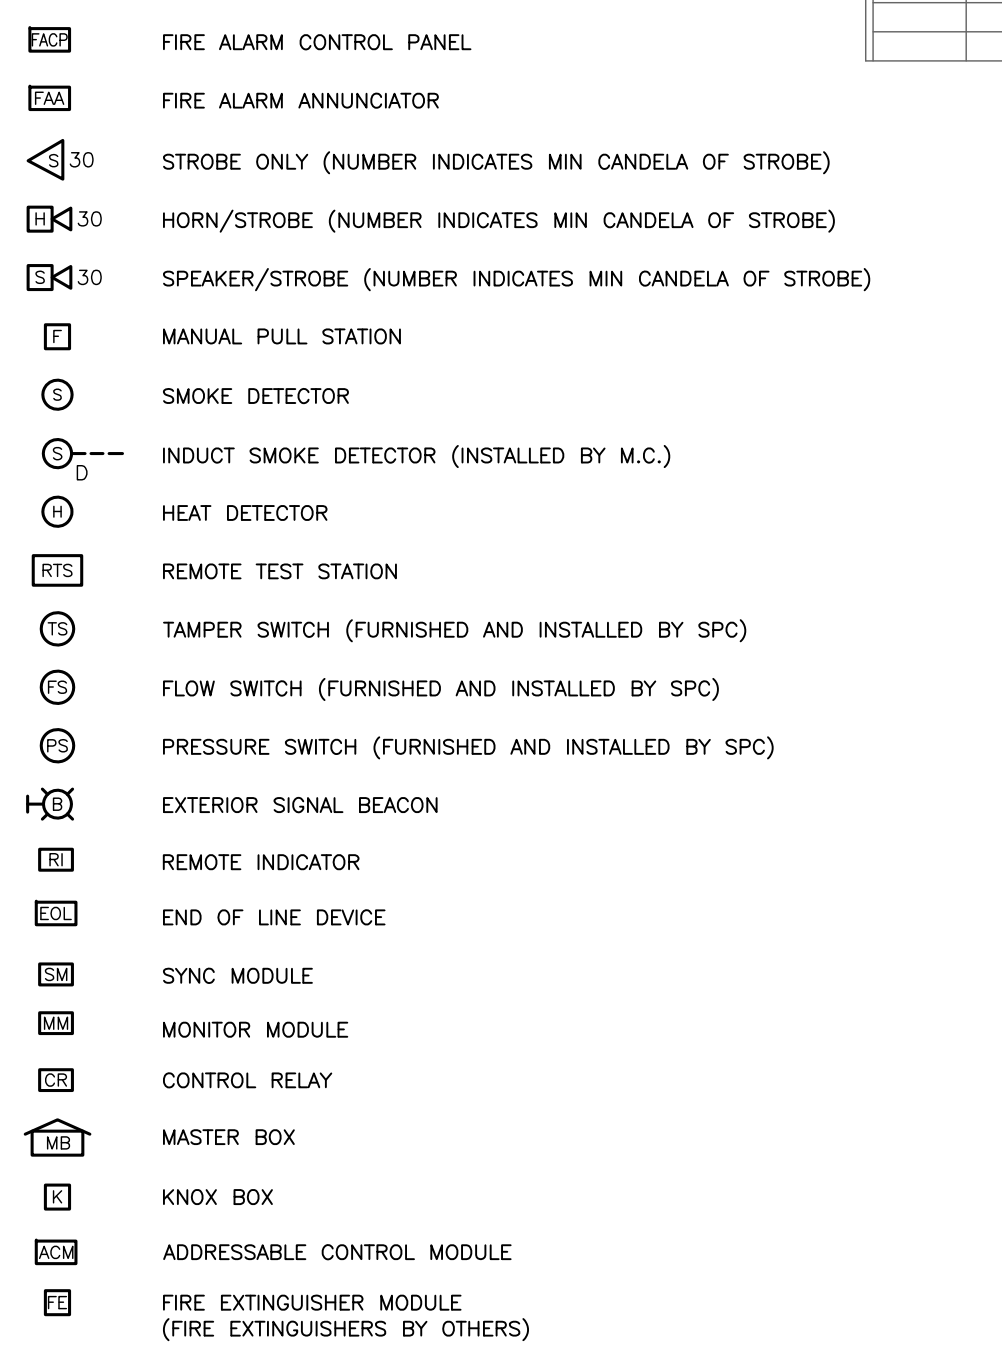 FACP FIRE ALARM CONTROL PANEL
FAA FIRE ALARM ANNUNCIATOR
S 30 STROBE ONLY (NUMBER INDICATES MIN CANDELA OF STROBE)
H 30 HORN/STROBE (NUMBER INDICATES MIN CANDELA OF STROBE)
S 30 SPEAKER/STROBE (NUMBER INDICATES MIN CANDELA OF STROBE)
F MANUAL PULL STATION
S SMOKE DETECTOR
S D INDUCT SMOKE DETECTOR (INSTALLED BY M.C.)
H HEAT DETECTOR
RTS REMOTE TEST STATION
TS TAMPER SWITCH (FURNISHED AND INSTALLED BY SPC)
FS FLOW SWITCH (FURNISHED AND INSTALLED BY SPC)
PS PRESSURE SWITCH (FURNISHED AND INSTALLED BY SPC)
B EXTERIOR SIGNAL BEACON
RI REMOTE INDICATOR
EOL END OF LINE DEVICE
SM SYNC MODULE
MM MONITOR MODULE
CR CONTROL RELAY
MB MASTER BOX
K KNOX BOX
ACM ADDRESSABLE CONTROL MODULE
FE FIRE EXTINGUISHER MODULE
(FIRE EXTINGUISHERS BY OTHERS)